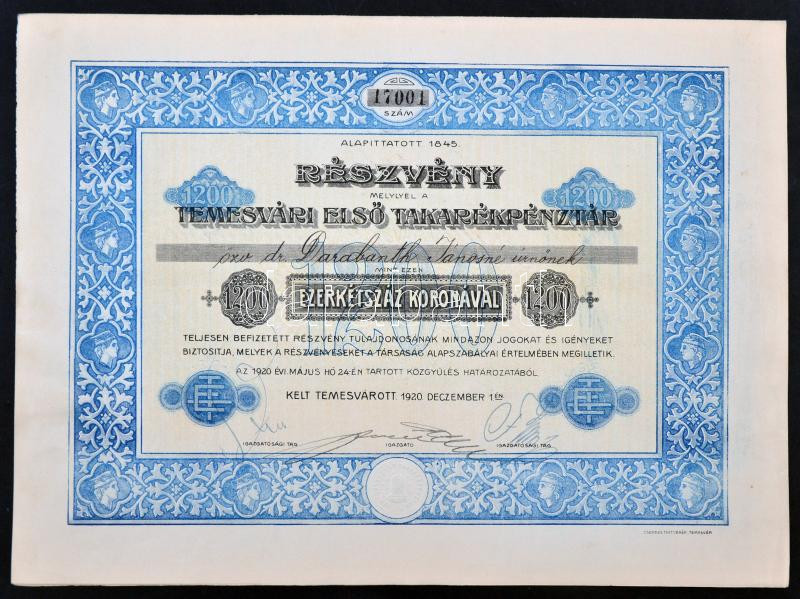 17001
SZÁM
ALAPITTATOTT 1845.
RÉSZVÉNY
1200 MELYLYEL A 1200
TEMESVÁRI ELSŐ TAKARÉKPÉNZTÁR
özv dr. Darabanth Jánosné úrnőnek
MINT EZEN
1200 EZERKÉTSZÁZ KORONÁVAL 1200
1200
TELJESEN BEFIZETETT RÉSZVÉNY TULAJDONOSÁNAK MINDAZON JOGOKAT ÉS IGÉNYEKET
BIZTOSITJA, MELYEK A RÉSZVÉNYESEKET A TÁRSASÁG ALAPSZABÁLYAI ÉRTELMÉBEN MEGILLETIK.
AZ 1920 ÉVI MÁJUS HÓ 24-ÉN TARTOTT KÖZGYÜLÉS HATÁROZATÁBÓL.
KELT TEMESVÁROTT, 1920. DECZEMBER 1ÉN
IGAZGATÓSÁGI TAG IGAZGATÓ IGAZGATÓSÁGI TAG